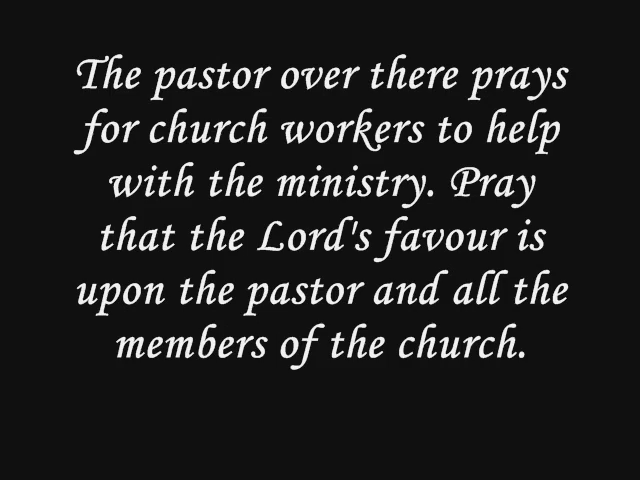 The pastor over there prays
for church workers to help
with the ministry. Pray
that the Lord's favour is
upon the pastor and all the
members of the church.